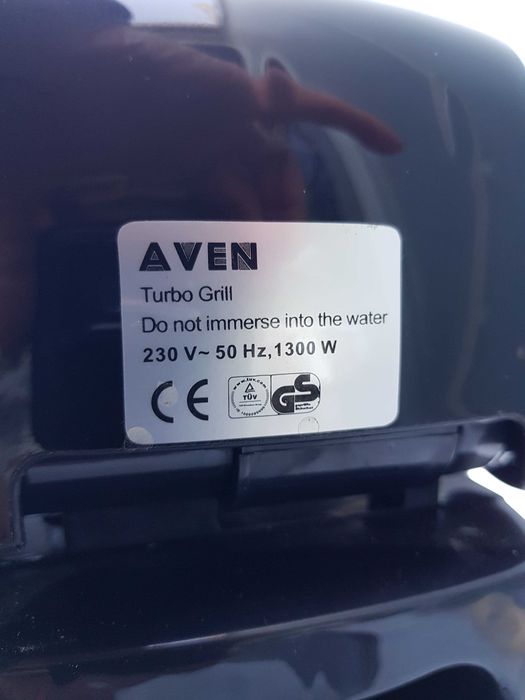 AVEN
Turbo Grill
Do not immerse into the water
230 V~ 50 Hz, 1300 W
CE
TÜV
GS